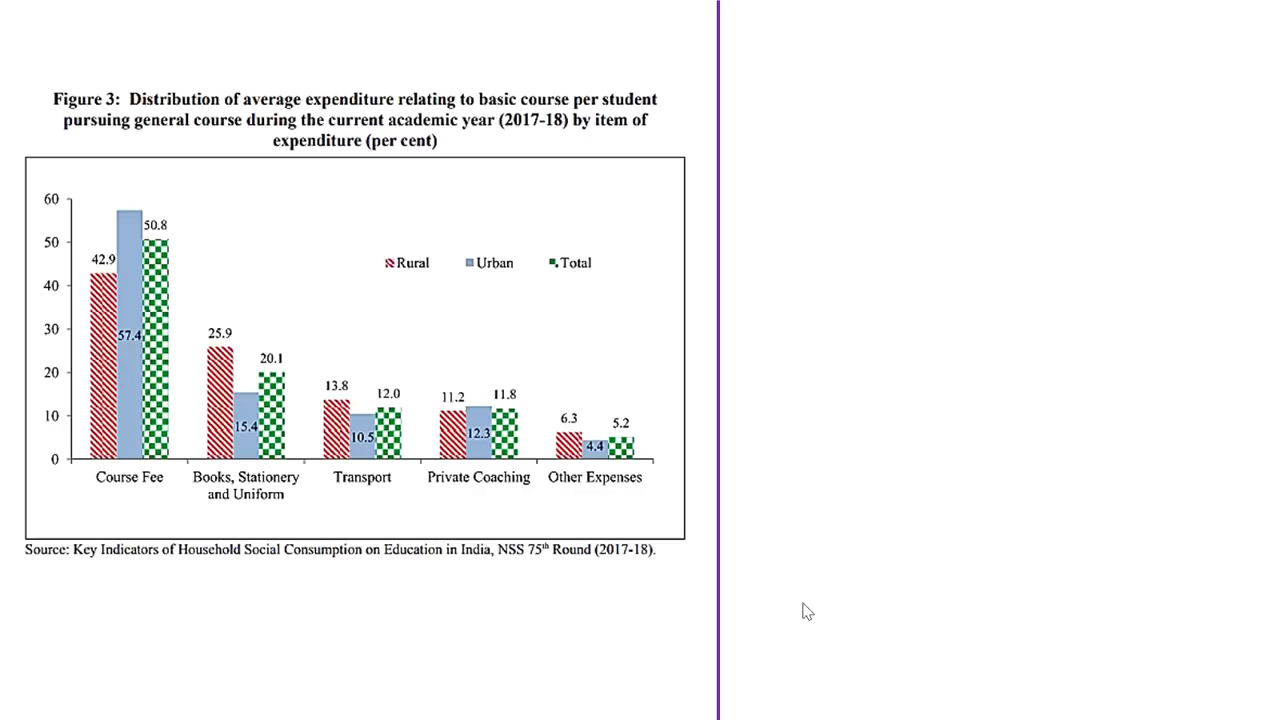 Figure 3: Distribution of average expenditure relating to basic course per student
pursuing general course during the current academic year (2017-18) by item of
expenditure (per cent)
60
50
40
30
20
10
0
42.9
57.4
50.8
25.9
15.4
20.1
13.8
10.5
12.0
11.2
12.3
11.8
6.3
4.4
5.2
Rural Urban Total
Course Fee
Books, Stationery
and Uniform
Transport
Private Coaching
Other Expenses
Source: Key Indicators of Household Social Consumption on Education in India, NSS 75th Round (2017-18).